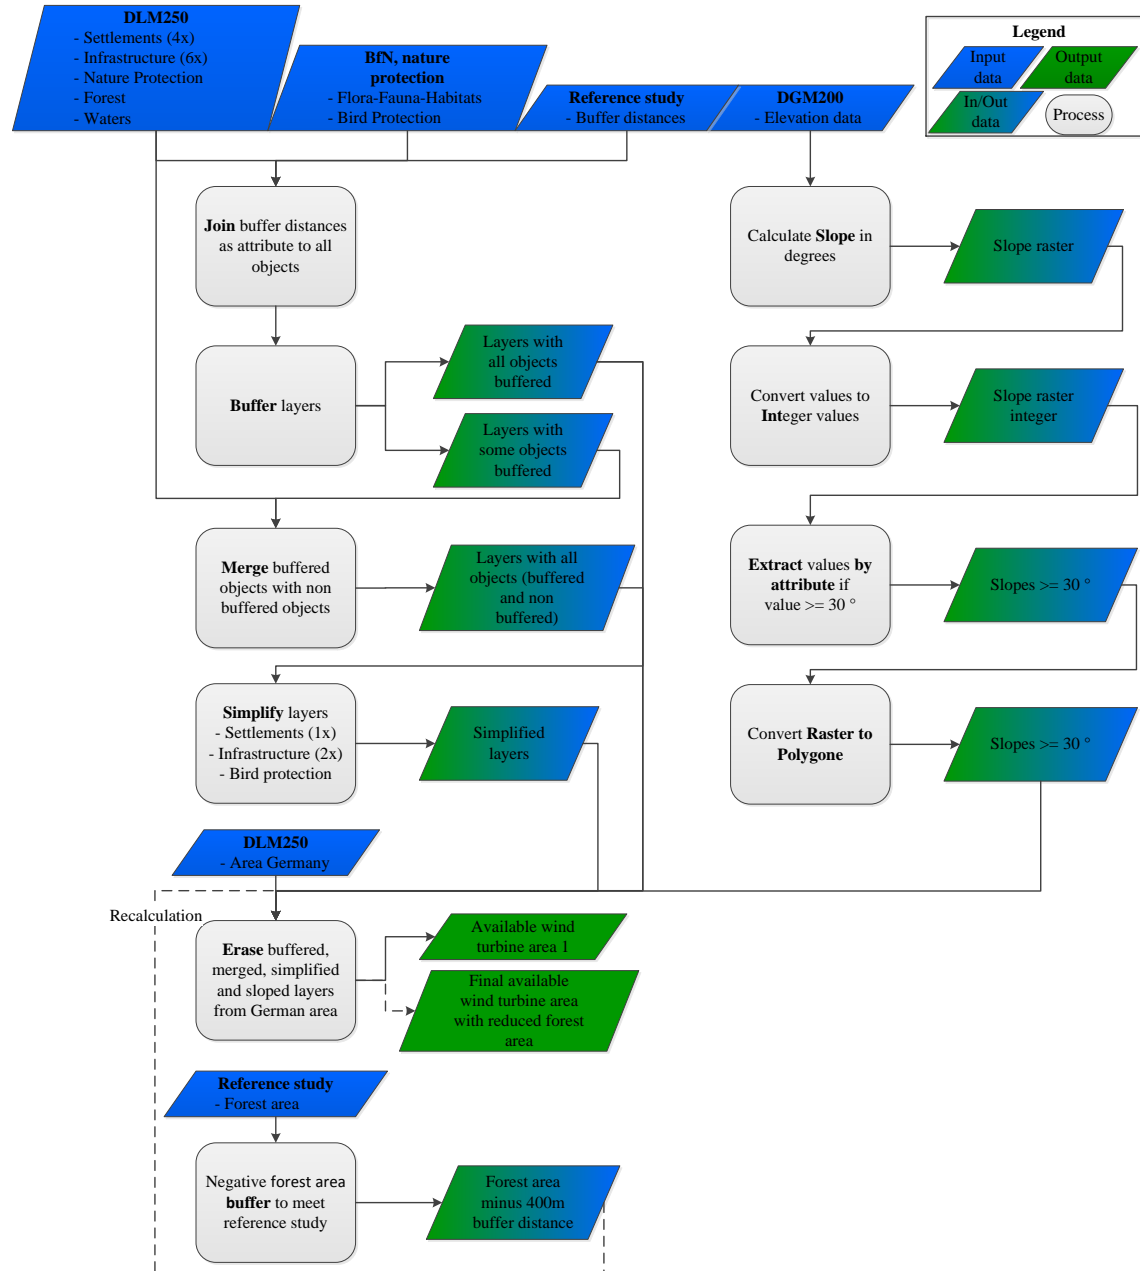 DLM250
- Settlements (4x)
- Infrastructure (6x)
- Nature Protection
- Forest
- Waters
BfN, nature
protection
- Flora-Fauna-Habitats
- Bird Protection
Reference study
- Buffer distances
DGM200
- Elevation data
Legend
Input
data
Output
data
In/Out
data
Process
Join buffer distances
as attribute to all
objects
Calculate Slope in
degrees
Slope raster
Buffer layers
Layers with
all objects
buffered
Layers with
some objects
buffered
Convert values to
Integer values
Slope raster
integer
Merge buffered
objects with non
buffered objects
Layers with all
objects (buffered
and non
buffered)
Extract values by
attribute if
value >= 30 °
Slopes >= 30 °
Simplify layers
- Settlements (1x)
- Infrastructure (2x)
- Bird protection
Simplified
layers
Convert Raster to
Polygone
Slopes >= 30 °
DLM250
- Area Germany
Recalculation
Erase buffered,
merged, simplified
and sloped layers
from German area
Available wind
turbine area 1
Final available
wind turbine area
with reduced forest
area
Reference study
- Forest area
Negative forest area
buffer to meet
reference study
Forest area
minus 400m
buffer distance